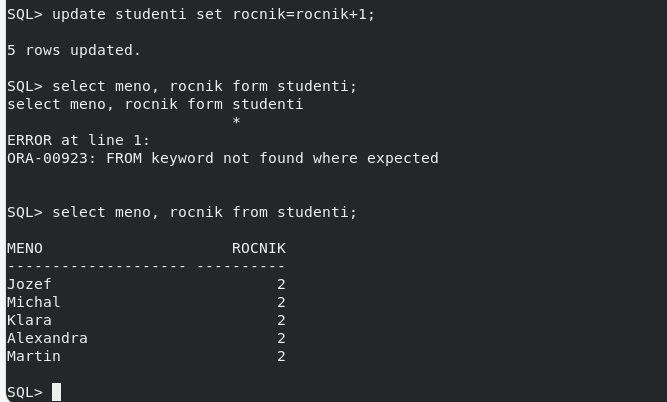 SQL> update studenti set rocnik=rocnik+1;
5 rows updated.
SQL> select meno, rocnik form studenti;
select meno, rocnik form studenti
*
ERROR at line 1:
ORA-00923: FROM keyword not found where expected
SQL> select meno, rocnik from studenti;
MENO                     ROCNIK
-------------------- ----------
Jozef                         2
Michal                        2
Klara                         2
Alexandra                     2
Martin                        2
SQL>